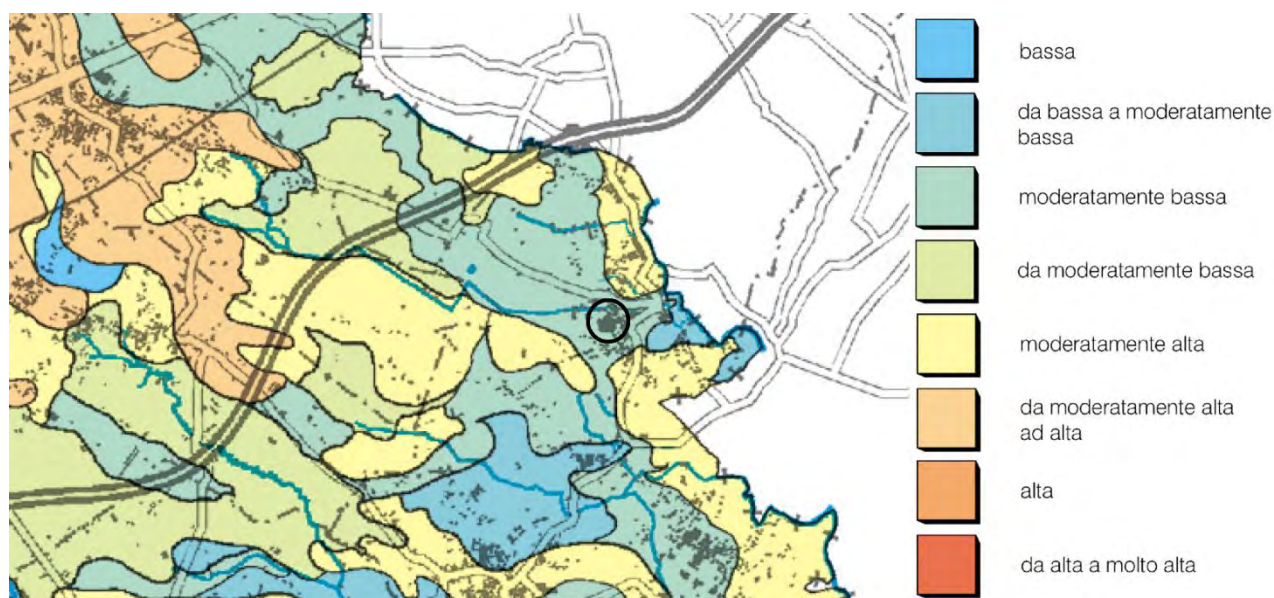 bassa
da bassa a moderatamente
bassa
moderatamente bassa
da moderatamente bassa
moderatamente alta
da moderatamente alta
ad alta
alta
da alta a molto alta